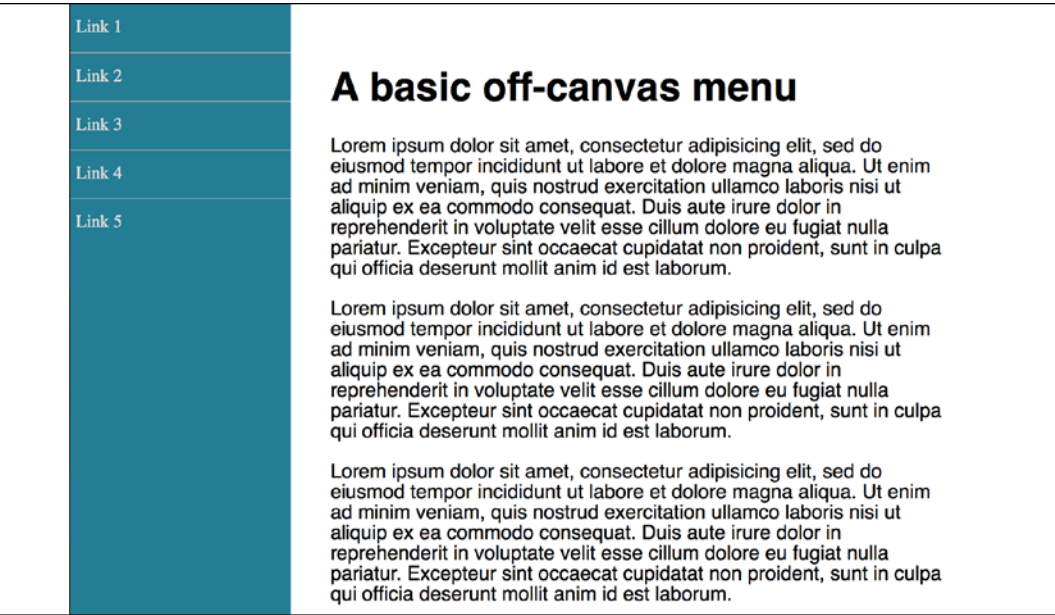 Link 1
Link 2
Link 3
Link 4
Link 5
A basic off-canvas menu
Lorem ipsum dolor sit amet, consectetur adipisicing elit, sed do
eiusmod tempor incididunt ut labore et dolore magna aliqua. Ut enim
ad minim veniam, quis nostrud exercitation ullamco laboris nisi ut
aliquip ex ea commodo consequat. Duis aute irure dolor in
reprehenderit in voluptate velit esse cillum dolore eu fugiat nulla
pariatur. Excepteur sint occaecat cupidatat non proident, sunt in culpa
qui officia deserunt mollit anim id est laborum.
Lorem ipsum dolor sit amet, consectetur adipisicing elit, sed do
eiusmod tempor incididunt ut labore et dolore magna aliqua. Ut enim
ad minim veniam, quis nostrud exercitation ullamco laboris nisi ut
aliquip ex ea commodo consequat. Duis aute irure dolor in
reprehenderit in voluptate velit esse cillum dolore eu fugiat nulla
pariatur. Excepteur sint occaecat cupidatat non proident, sunt in culpa
qui officia deserunt mollit anim id est laborum.
Lorem ipsum dolor sit amet, consectetur adipisicing elit, sed do
eiusmod tempor incididunt ut labore et dolore magna aliqua. Ut enim
ad minim veniam, quis nostrud exercitation ullamco laboris nisi ut
aliquip ex ea commodo consequat. Duis aute irure dolor in
reprehenderit in voluptate velit esse cillum dolore eu fugiat nulla
pariatur. Excepteur sint occaecat cupidatat non proident, sunt in culpa
qui officia deserunt mollit anim id est laborum.